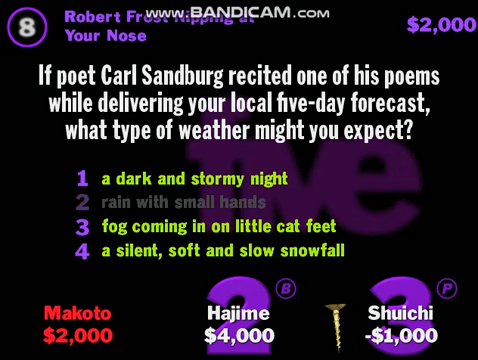 8
Robert Frost Nipping at
Your Nose
www.BANDICAM.com
$2,000
If poet Carl Sandburg recited one of his poems
while delivering your local five-day forecast,
what type of weather might you expect?
five
1 a dark and stormy night
2 rain with small hands
3 fog coming in on little cat feet
4 a silent, soft and slow snowfall
2 B
3 P
Makoto Hajime Shuichi
$2,000 $4,000 -$1,000